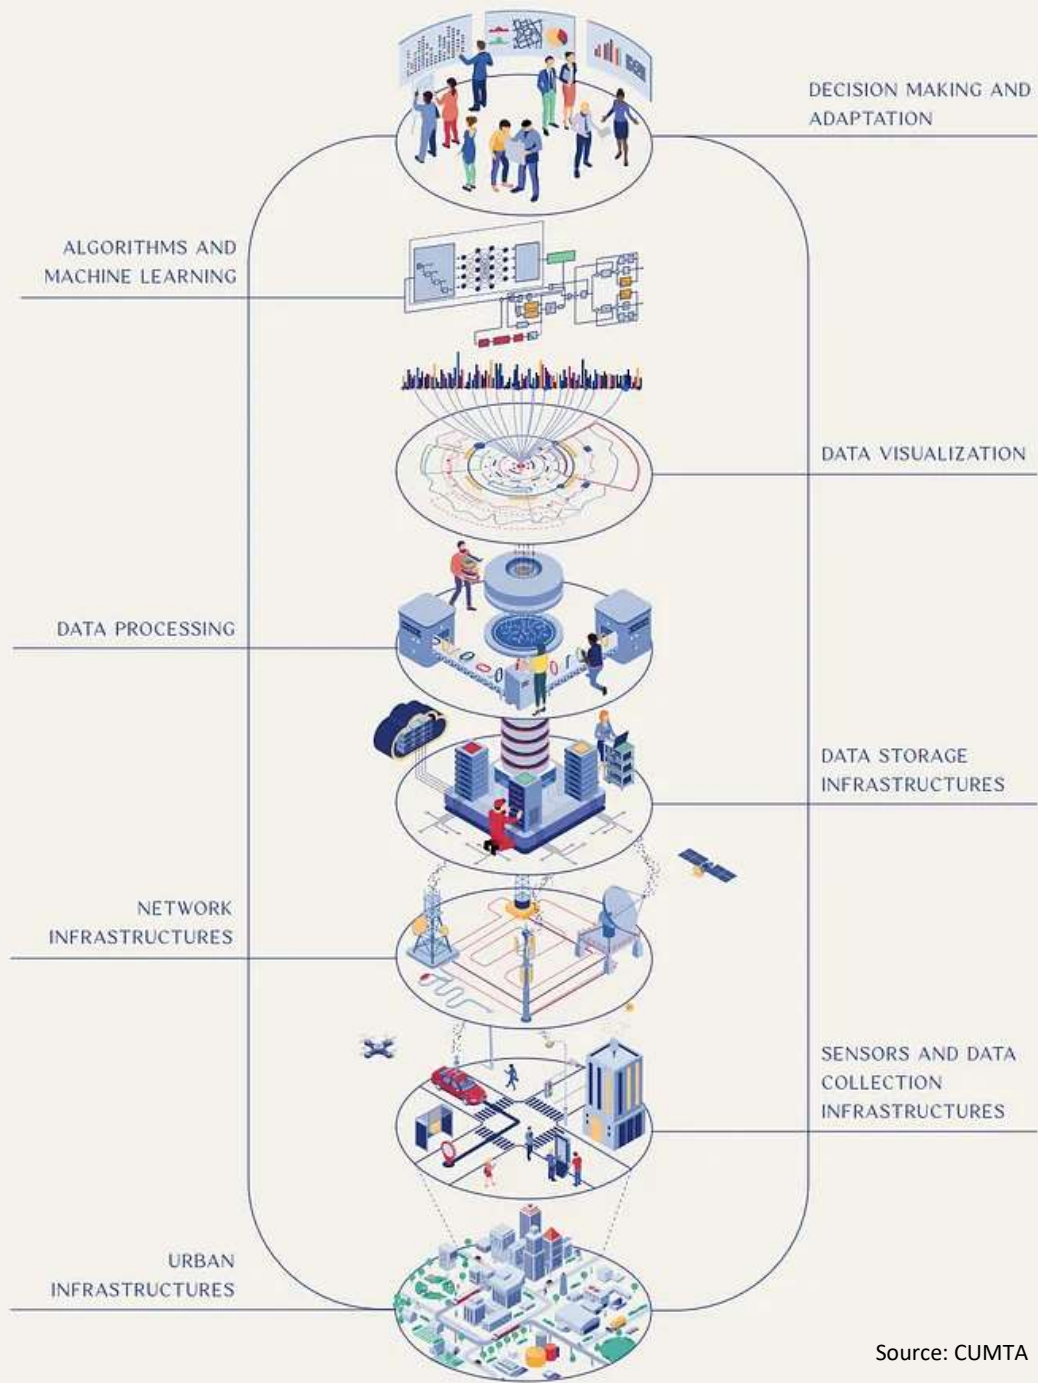 DECISION MAKING AND
ADAPTATION
ALGORITHMS AND
MACHINE LEARNING
DATA VISUALIZATION
DATA PROCESSING
DATA STORAGE
INFRASTRUCTURES
NETWORK
INFRASTRUCTURES
SENSORS AND DATA
COLLECTION
INFRASTRUCTURES
URBAN
INFRASTRUCTURES
Source: CUMTA